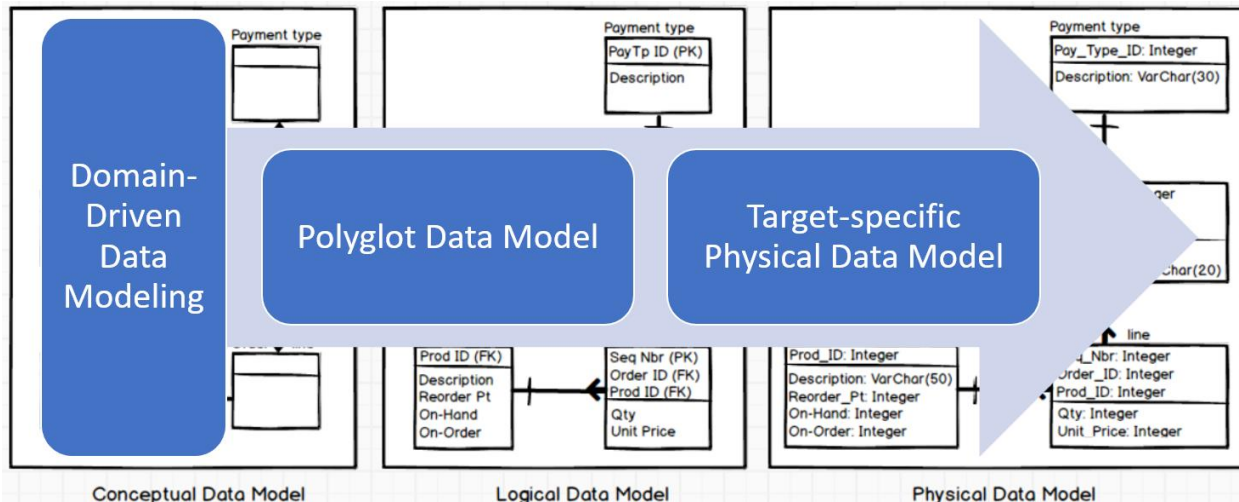 Payment type
Domain-
Driven
Data
Modeling
Prod ID (FK)
Description
Reorder Pt
On-Hand
On-Order
Payment type
PayTp ID (PK)
Description
Polyglot Data Model
Seq Nbr (PK)
Order ID (FK)
Prod ID (FK)
Qty
Unit Price
Payment type
Pay_Type_ID: Integer
Description: VarChar(30)
Target-specific
Physical Data Model
Char(20)
line
Prod_ID: Integer
Description: VarChar(50)
Reorder_Pt: Integer
On-Hand: Integer
On-Order: Integer
Nbr: Integer
Order_ID: Integer
Prod_ID: Integer
Qty: Integer
Unit_Price: Integer
Conceptual Data Model
Logical Data Model
Physical Data Model